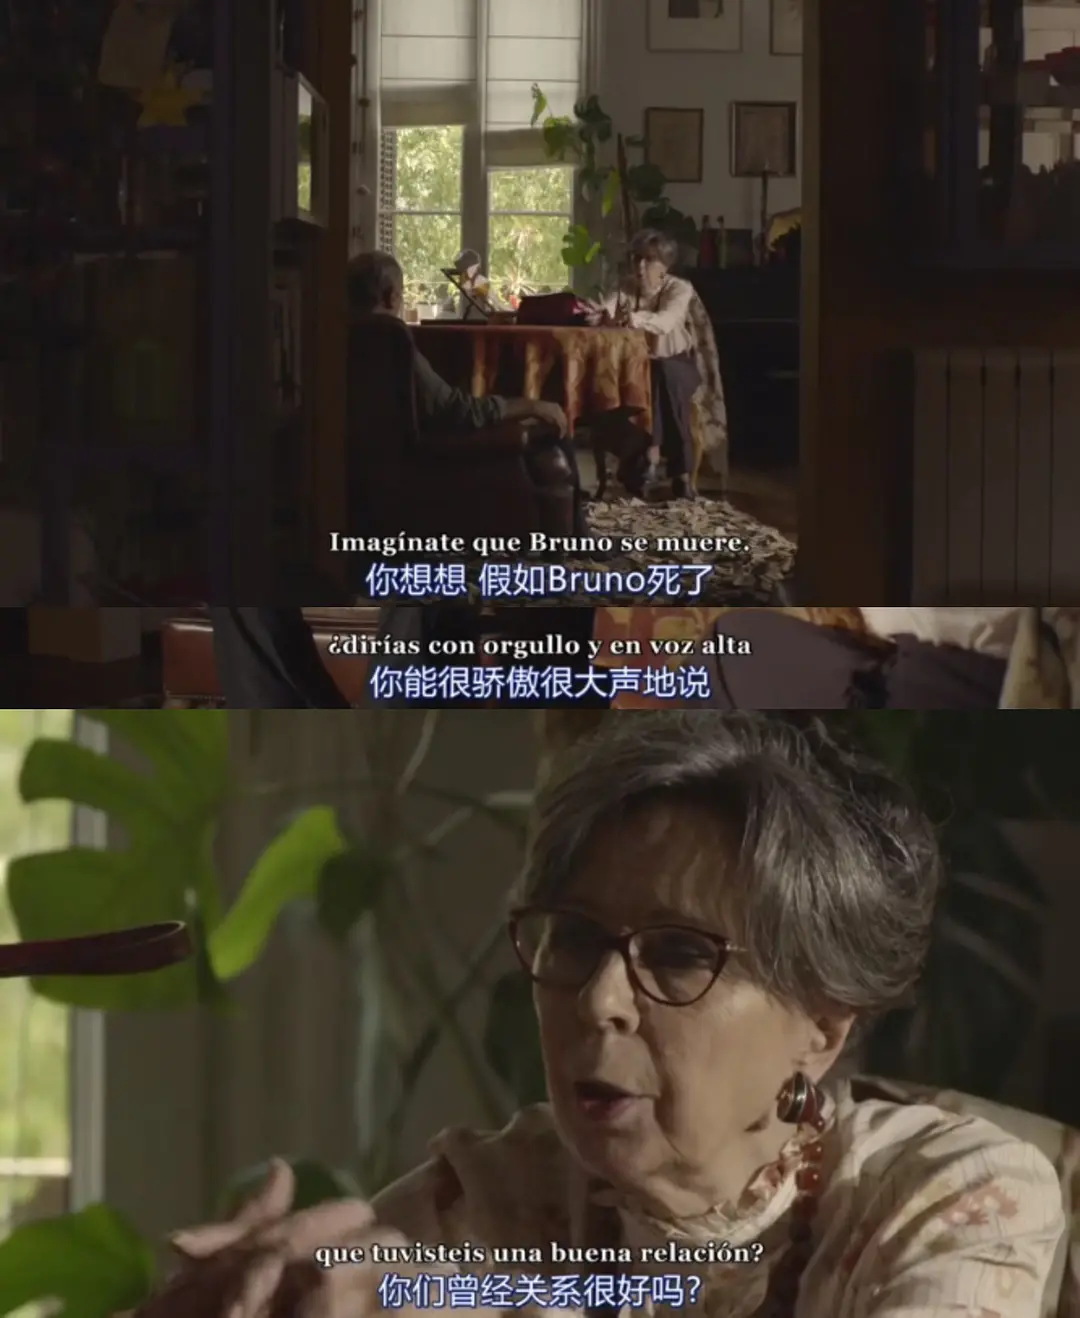 Imagínate que Bruno se muere.
你想想 假如Bruno死了
¿dirías con orgullo y en voz alta
你能很骄傲很大声地说
que tuvisteis una buena relación?
你们曾经关系很好吗?